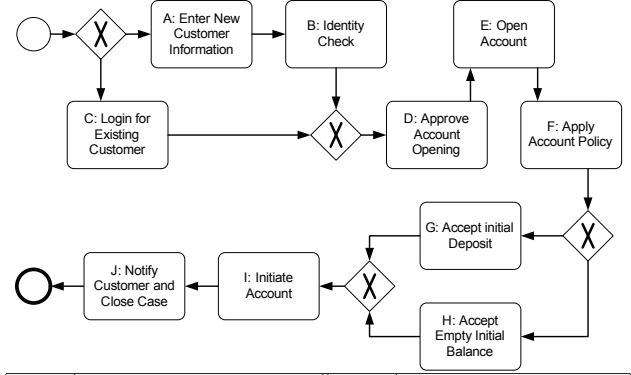 A: Enter New
Customer
Information
B: Identity
Check
E: Open
Account
X
C: Login for
Existing
Customer
X
D: Approve
Account
Opening
F: Apply
Account Policy
G: Accept initial
Deposit
X
J: Notify
Customer and
Close Case
I: Initiate
Account
X
H: Accept
Empty Initial
Balance